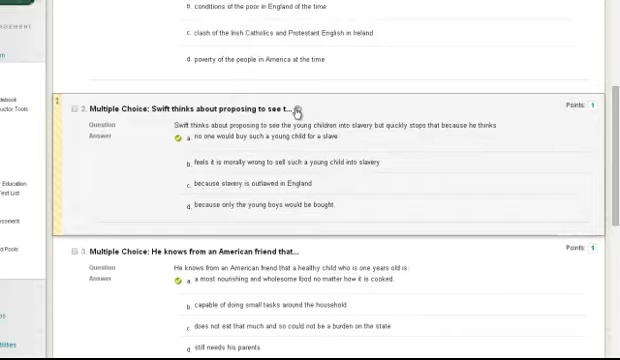 b. conditions of the poor in England of the time
AGEMENT
c. clash of the Irish Catholics and Protestant English in Ireland.
d. poverty of the people in America at the time
2. Multiple Choice: Swift thinks about proposing to see t...
Points: 1
Question
Swift thinks about proposing to see the young children into slavery but quickly stops that because he thinks
Answer
a. no one would buy such a young child for a slave
b. feels it is morally wrong to sell such a young child into slavery
c. because slavery is outlawed in England
d. because only the young boys would be bought.
Education
Test List
3. Multiple Choice: He knows from an American friend that...
Points: 1
Question
He knows from an American friend that a healthy child who is one years old is:
Answer
a. a most nourishing and wholesome food no matter how it is cooked.
b. capable of doing small tasks around the household
c. does not eat that much and so could not be a burden on the state
d. still needs his parents